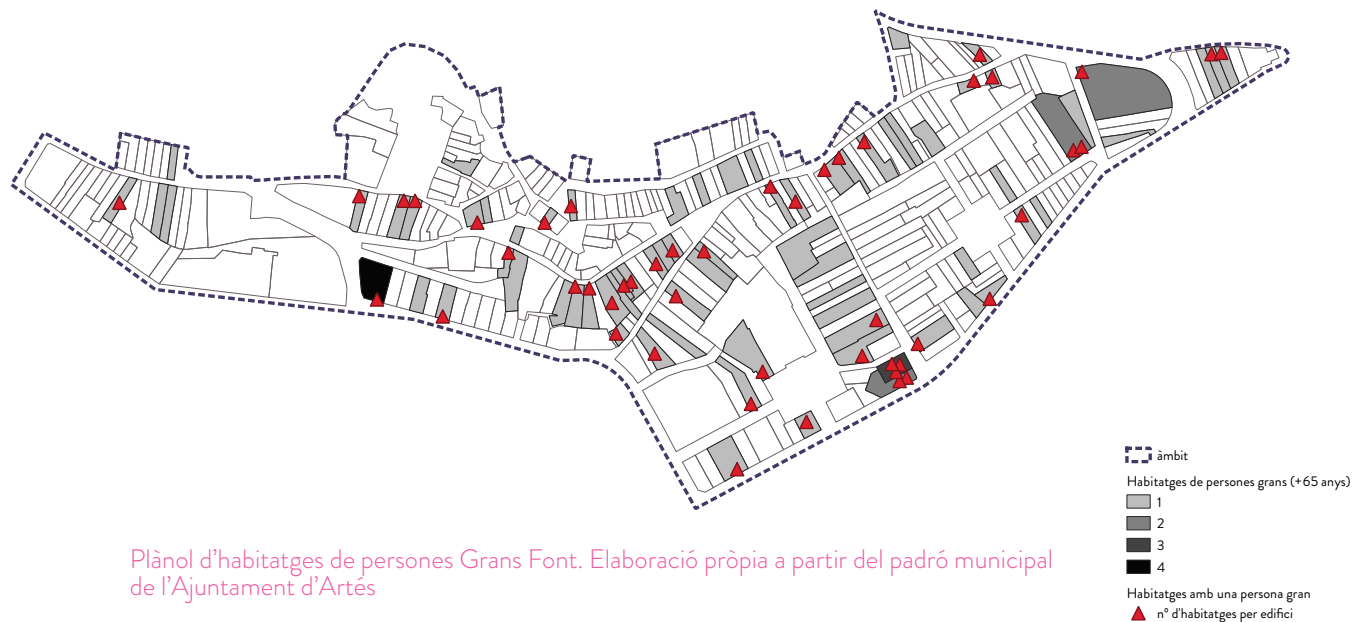 àmbit
Habitatges de persones grans (+65 anys)
1
2
3
4
Habitatges amb una persona gran
nº d'habitatges per edifici
Plànol d'habitatges de persones Grans Font. Elaboració pròpia a partir del padró municipal
de l'Ajuntament d'Artés